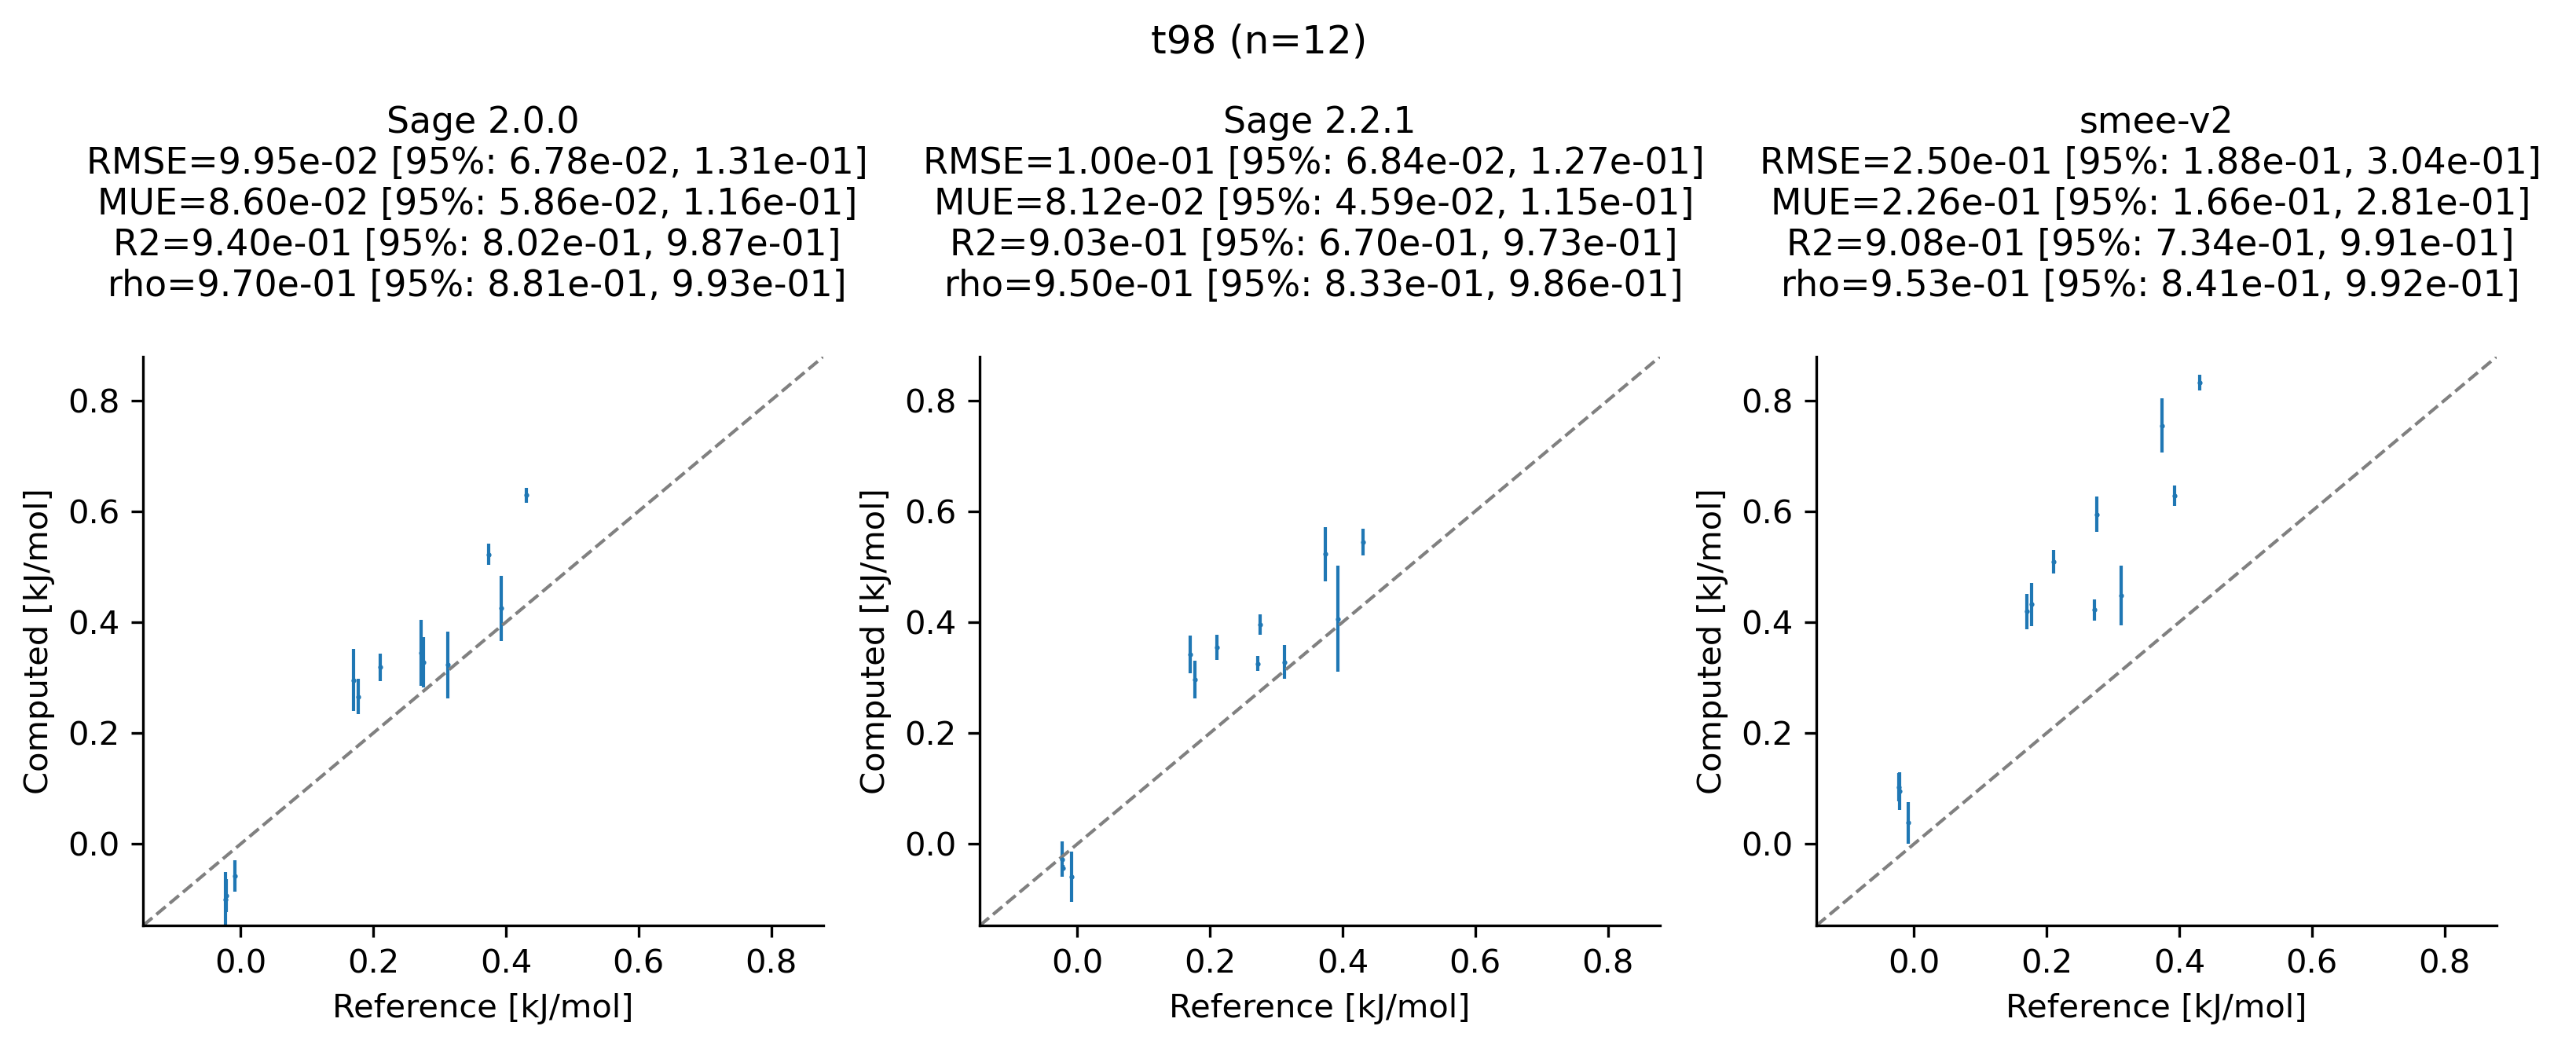 t98 (n=12)
Sage 2.0.0
RMSE=9.95e-02 [95%: 6.78e-02, 1.31e-01]
MUE=8.60e-02 [95%: 5.86e-02, 1.16e-01]
R2=9.40e-01 [95%: 8.02e-01, 9.87e-01]
rho=9.70e-01 [95%: 8.81e-01, 9.93e-01]
0.8
0.6
0.4
0.2
0.0
Computed [kJ/mol]
0.0 0.2 0.4 0.6 0.8
Reference [kJ/mol]
Sage 2.2.1
RMSE=1.00e-01 [95%: 6.84e-02, 1.27e-01]
MUE=8.12e-02 [95%: 4.59e-02, 1.15e-01]
R2=9.03e-01 [95%: 6.70e-01, 9.73e-01]
rho=9.50e-01 [95%: 8.33e-01, 9.86e-01]
0.8
0.6
0.4
0.2
0.0
Computed [kJ/mol]
0.0 0.2 0.4 0.6 0.8
Reference [kJ/mol]
smee-v2
RMSE=2.50e-01 [95%: 1.88e-01, 3.04e-01]
MUE=2.26e-01 [95%: 1.66e-01, 2.81e-01]
R2=9.08e-01 [95%: 7.34e-01, 9.91e-01]
rho=9.53e-01 [95%: 8.41e-01, 9.92e-01]
0.8
0.6
0.4
0.2
0.0
Computed [kJ/mol]
0.0 0.2 0.4 0.6 0.8
Reference [kJ/mol]